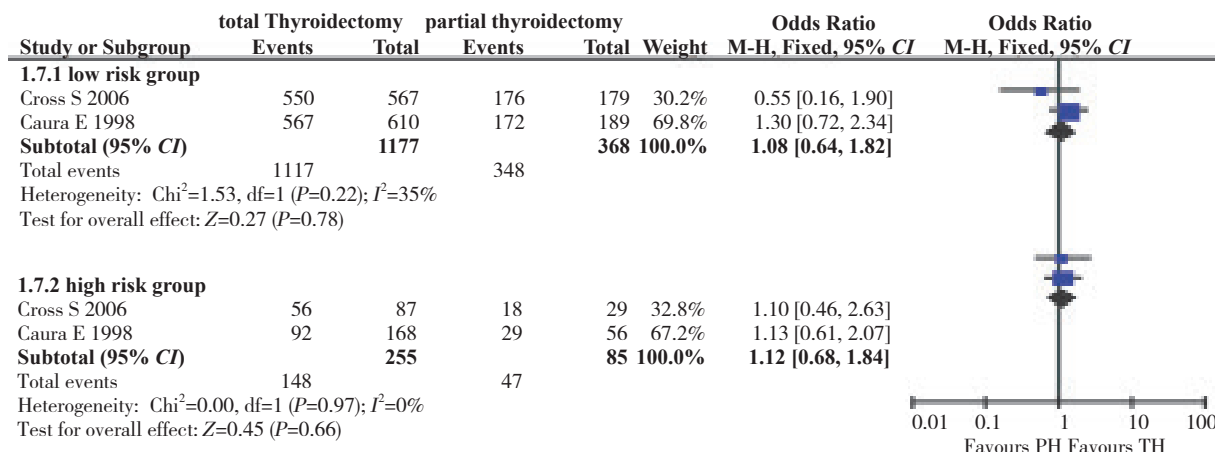 total Thyroidectomy partial thyroidectomy Odds Ratio Odds Ratio
Study or Subgroup Events Total Events Total Weight M-H, Fixed, 95% CI M-H, Fixed, 95% CI
1.7.1 low risk group
Cross S 2006 550 567 176 179 30.2% 0.55 [0.16, 1.90]
Caura E 1998 567 610 172 189 69.8% 1.30 [0.72, 2.34]
Subtotal (95% CI) 1177 368 100.0% 1.08 [0.64, 1.82]
Total events 1117 348
Heterogeneity: Chi²=1.53, df=1 (P=0.22); I²=35%
Test for overall effect: Z=0.27 (P=0.78)
1.7.2 high risk group
Cross S 2006 56 87 18 29 32.8% 1.10 [0.46, 2.63]
Caura E 1998 92 168 29 56 67.2% 1.13 [0.61, 2.07]
Subtotal (95% CI) 255 85 100.0% 1.12 [0.68, 1.84]
Total events 148 47
Heterogeneity: Chi²=0.00, df=1 (P=0.97); I²=0%
Test for overall effect: Z=0.45 (P=0.66)
0.01 0.1 1 10 100
Favours PH Favours TH